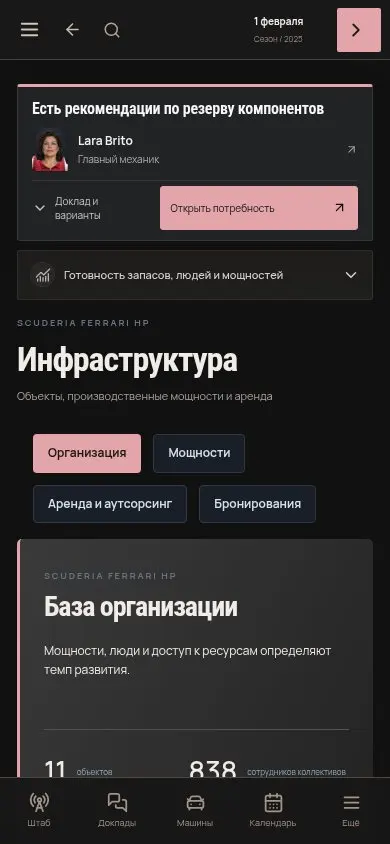 1 февраля
Сезон / 2025
Есть рекомендации по резерву компонентов
Lara Brito
Главный механик
Доклад и
варианты
Открыть потребность
Готовность запасов, людей и мощностей
SCUDERIA FERRARI HP
Инфраструктура
Объекты, производственные мощности и аренда
Организация
Мощности
Аренда и аутсорсинг
Бронирования
SCUDERIA FERRARI HP
База организации
Мощности, люди и доступ к ресурсам определяют
темп развития.
11 объектов
838 сотрудников коллективов
Штаб
Доклады
Машины
Календарь
Ещё